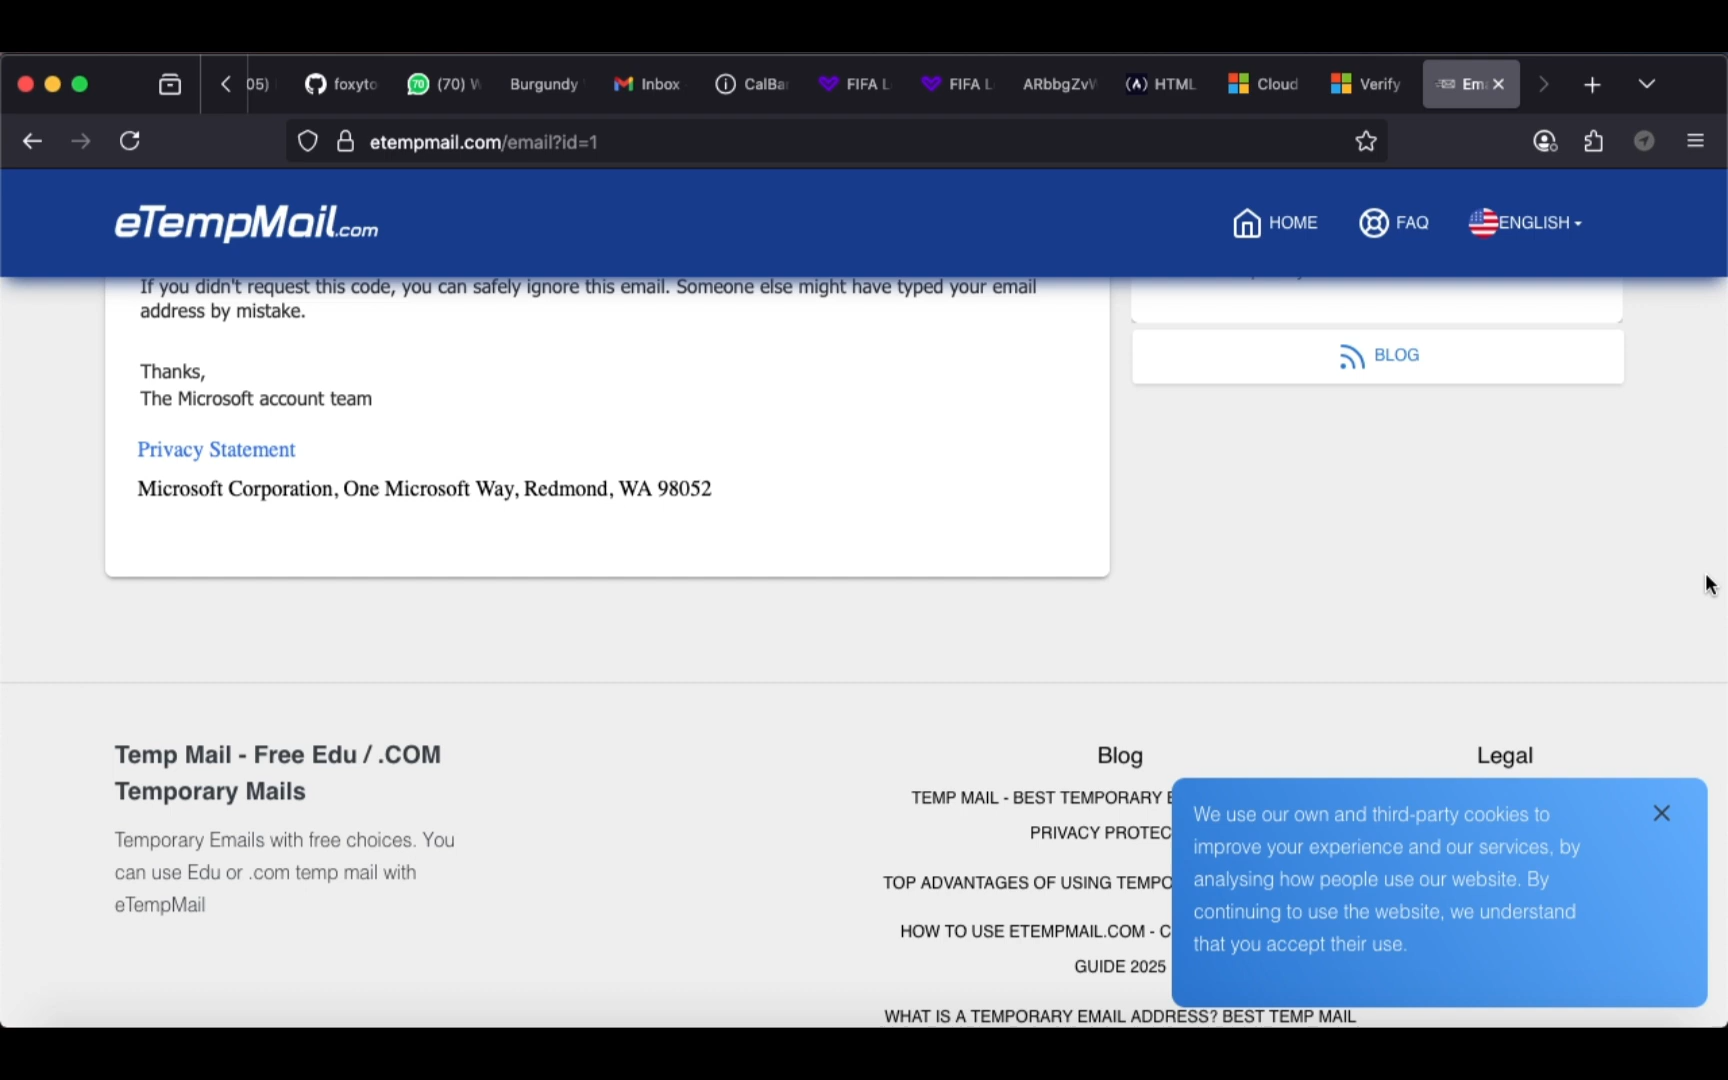 05)
foxyto
70
(70) W
Burgundy
Inbox
CalBa
FIFA L
FIFA L
ARbbgZvW
HTML
Cloud
Verify
Em
etempmail.com/email?id=1
eTempMail.com
HOME
FAQ
ENGLISH
If you didn't request this code, you can safely ignore this email. Someone else might have typed your email
address by mistake.
Thanks,
The Microsoft account team
Privacy Statement
Microsoft Corporation, One Microsoft Way, Redmond, WA 98052
BLOG
Temp Mail - Free Edu / .COM
Temporary Mails
Temporary Emails with free choices. You
can use Edu or .com temp mail with
eTempMail
Blog
TEMP MAIL - BEST TEMPORARY E
PRIVACY PROTEC
TOP ADVANTAGES OF USING TEMPO
HOW TO USE ETEMPMAIL.COM - C
GUIDE 2025
WHAT IS A TEMPORARY EMAIL ADDRESS? BEST TEMP MAIL
Legal
We use our own and third-party cookies to
improve your experience and our services, by
analysing how people use our website. By
continuing to use the website, we understand
that you accept their use.